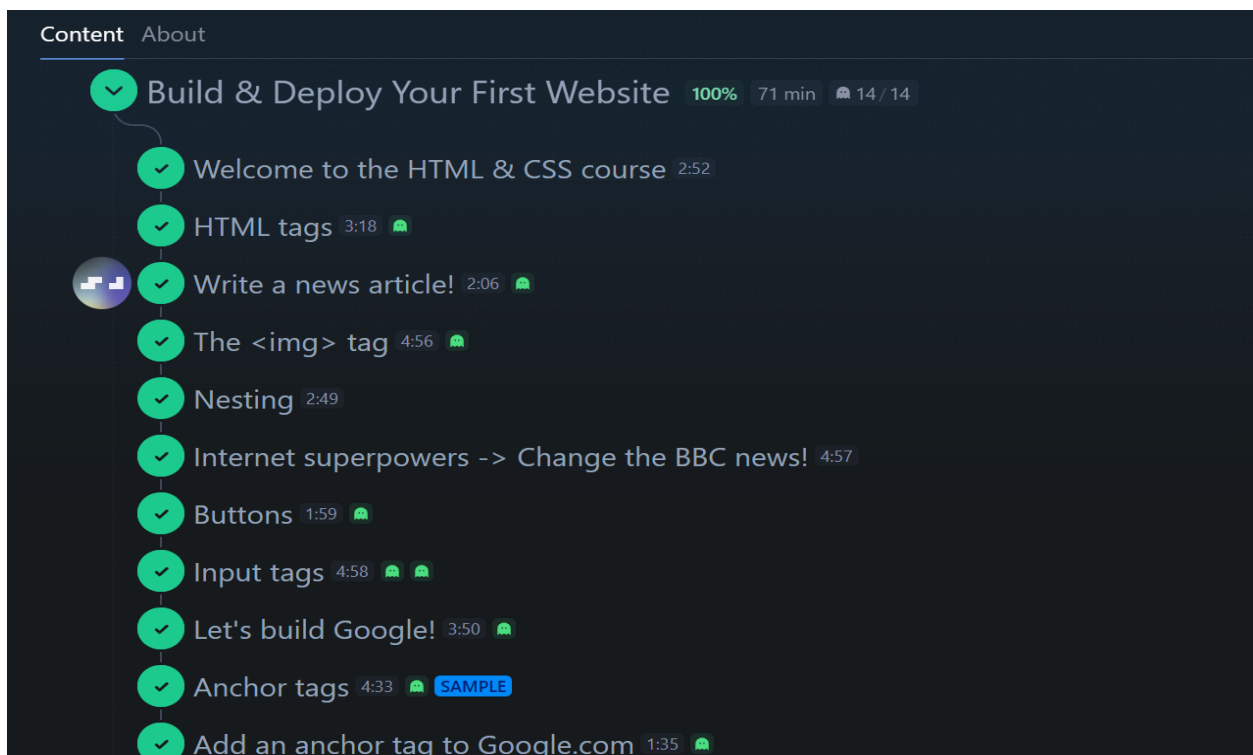 Content About
Build & Deploy Your First Website 100% 71 min 14/14
Welcome to the HTML & CSS course 2:52
HTML tags 3:18
Write a news article! 2:06
The <img> tag 4:56
Nesting 2:49
Internet superpowers -> Change the BBC news! 4:57
Buttons 1:59
Input tags 4:58
Let's build Google! 3:50
Anchor tags 4:33 SAMPLE
Add an anchor tag to Google.com 1:35